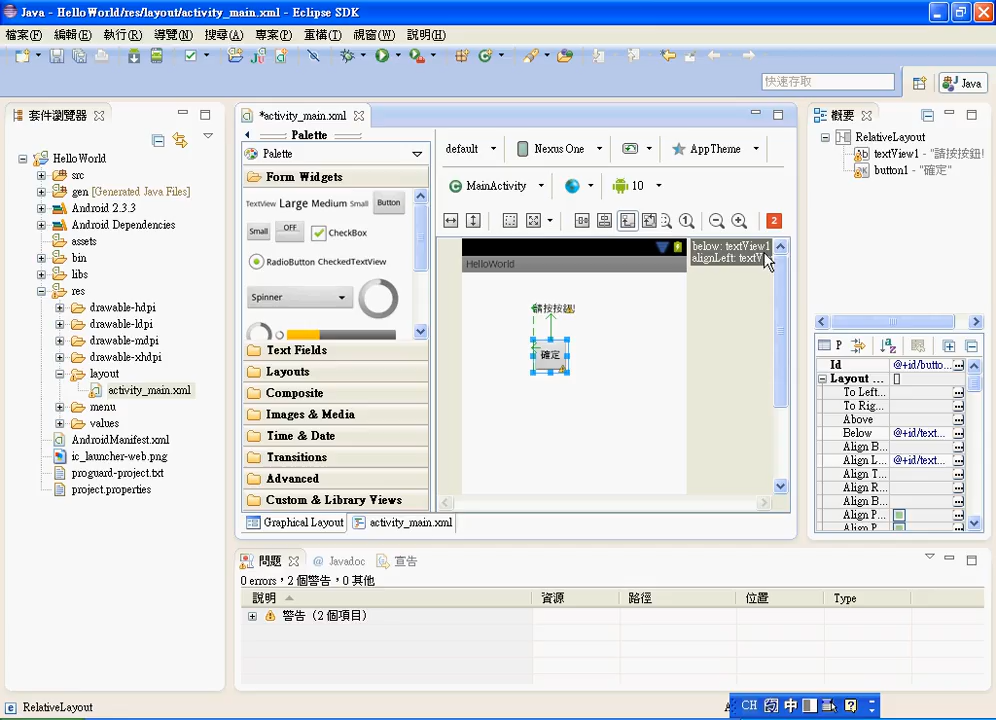 Java - HelloWorld/res/layout/activity_main.xml - Eclipse SDK
檔案(F) 編輯(E) 執行(R) 導覽(N) 搜尋(A) 專案(P) 重構(T) 視窗(W) 說明(H)
快速存取
Java
套件瀏覽器
HelloWorld
src
gen [Generated Java Files]
Android 2.3.3
Android Dependencies
assets
bin
libs
res
drawable-hdpi
drawable-ldpi
drawable-mdpi
drawable-xhdpi
layout
activity_main.xml
menu
values
AndroidManifest.xml
ic_launcher-web.png
proguard-project.txt
project.properties
*activity_main.xml
Palette
Palette
Form Widgets
TextView Large Medium Small Button
Small OFF CheckBox
RadioButton CheckedTextView
Spinner
Text Fields
Layouts
Composite
Images & Media
Time & Date
Transitions
Advanced
Custom & Library Views
Graphical Layout
activity_main.xml
default Nexus One AppTheme
MainActivity 10
2
HelloWorld
below: textView1
alignLeft: textV
請按按鈕!
確定
概要
RelativeLayout
textView1 - "請按按鈕!
button1 - "確定"
P
Id @+id/butto...
Layout ... []
To Left...
To Rig...
Above
Below @+id/text...
Align B...
Align L... @+id/text...
Align T...
Align R...
Align B...
Align P...
Align P...
問題 @ Javadoc 宣告
0 errors，2 個警告，0 其他
說明 資源 路徑 位置 Type
警告 (2 個項目)
RelativeLayout
CH 中